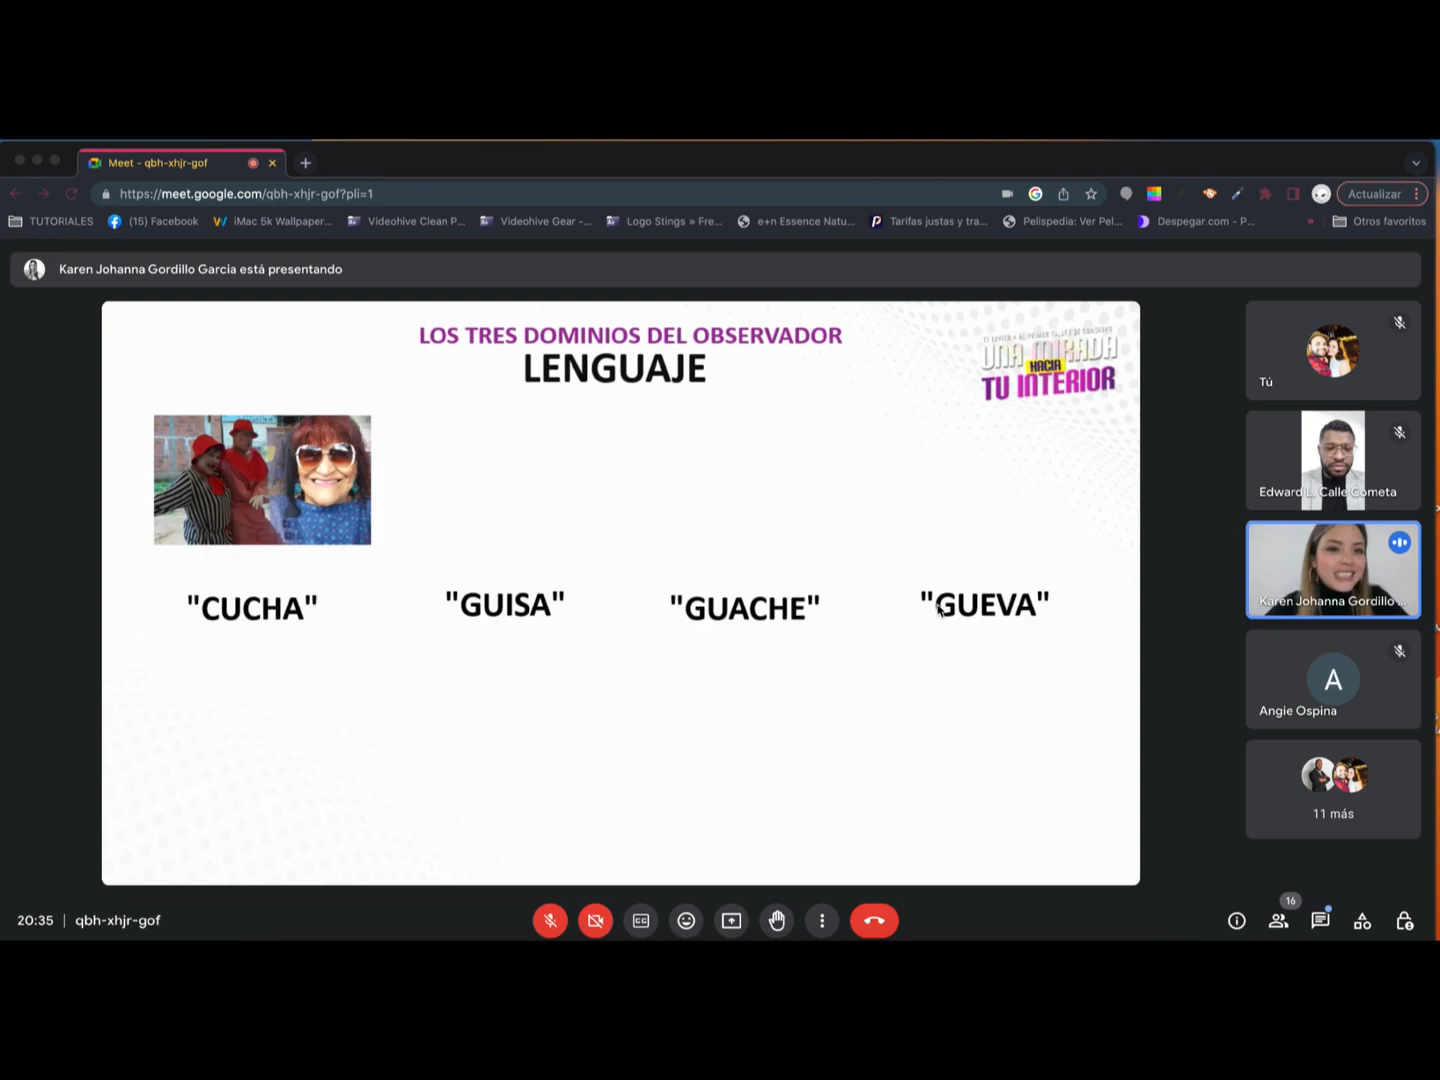 Meet - qbh-xhjr-gof
https://meet.google.com/qbh-xhjr-gof?pli=1
Actualizar
TUTORIALES
(15) Facebook
iMac 5k Wallpaper...
Videohive Clean P...
Videohive Gear -...
Logo Stings » Fre...
e+n Essence Natu...
Tarifas justas y tra...
Pelispedia: Ver Pel...
Despegar.com - P...
Otros favoritos
Karen Johanna Gordillo Garcia está presentando
LOS TRES DOMINIOS DEL OBSERVADOR
LENGUAJE
UNA MIRADA
HACIA
TU INTERIOR
"CUCHA"
"GUISA"
"GUACHE"
"GUEVA"
Tú
Edward L. Calle Cometa
Karen Johanna Gordillo ...
A
Angie Ospina
11 más
20:35 | qbh-xhjr-gof
CC
16